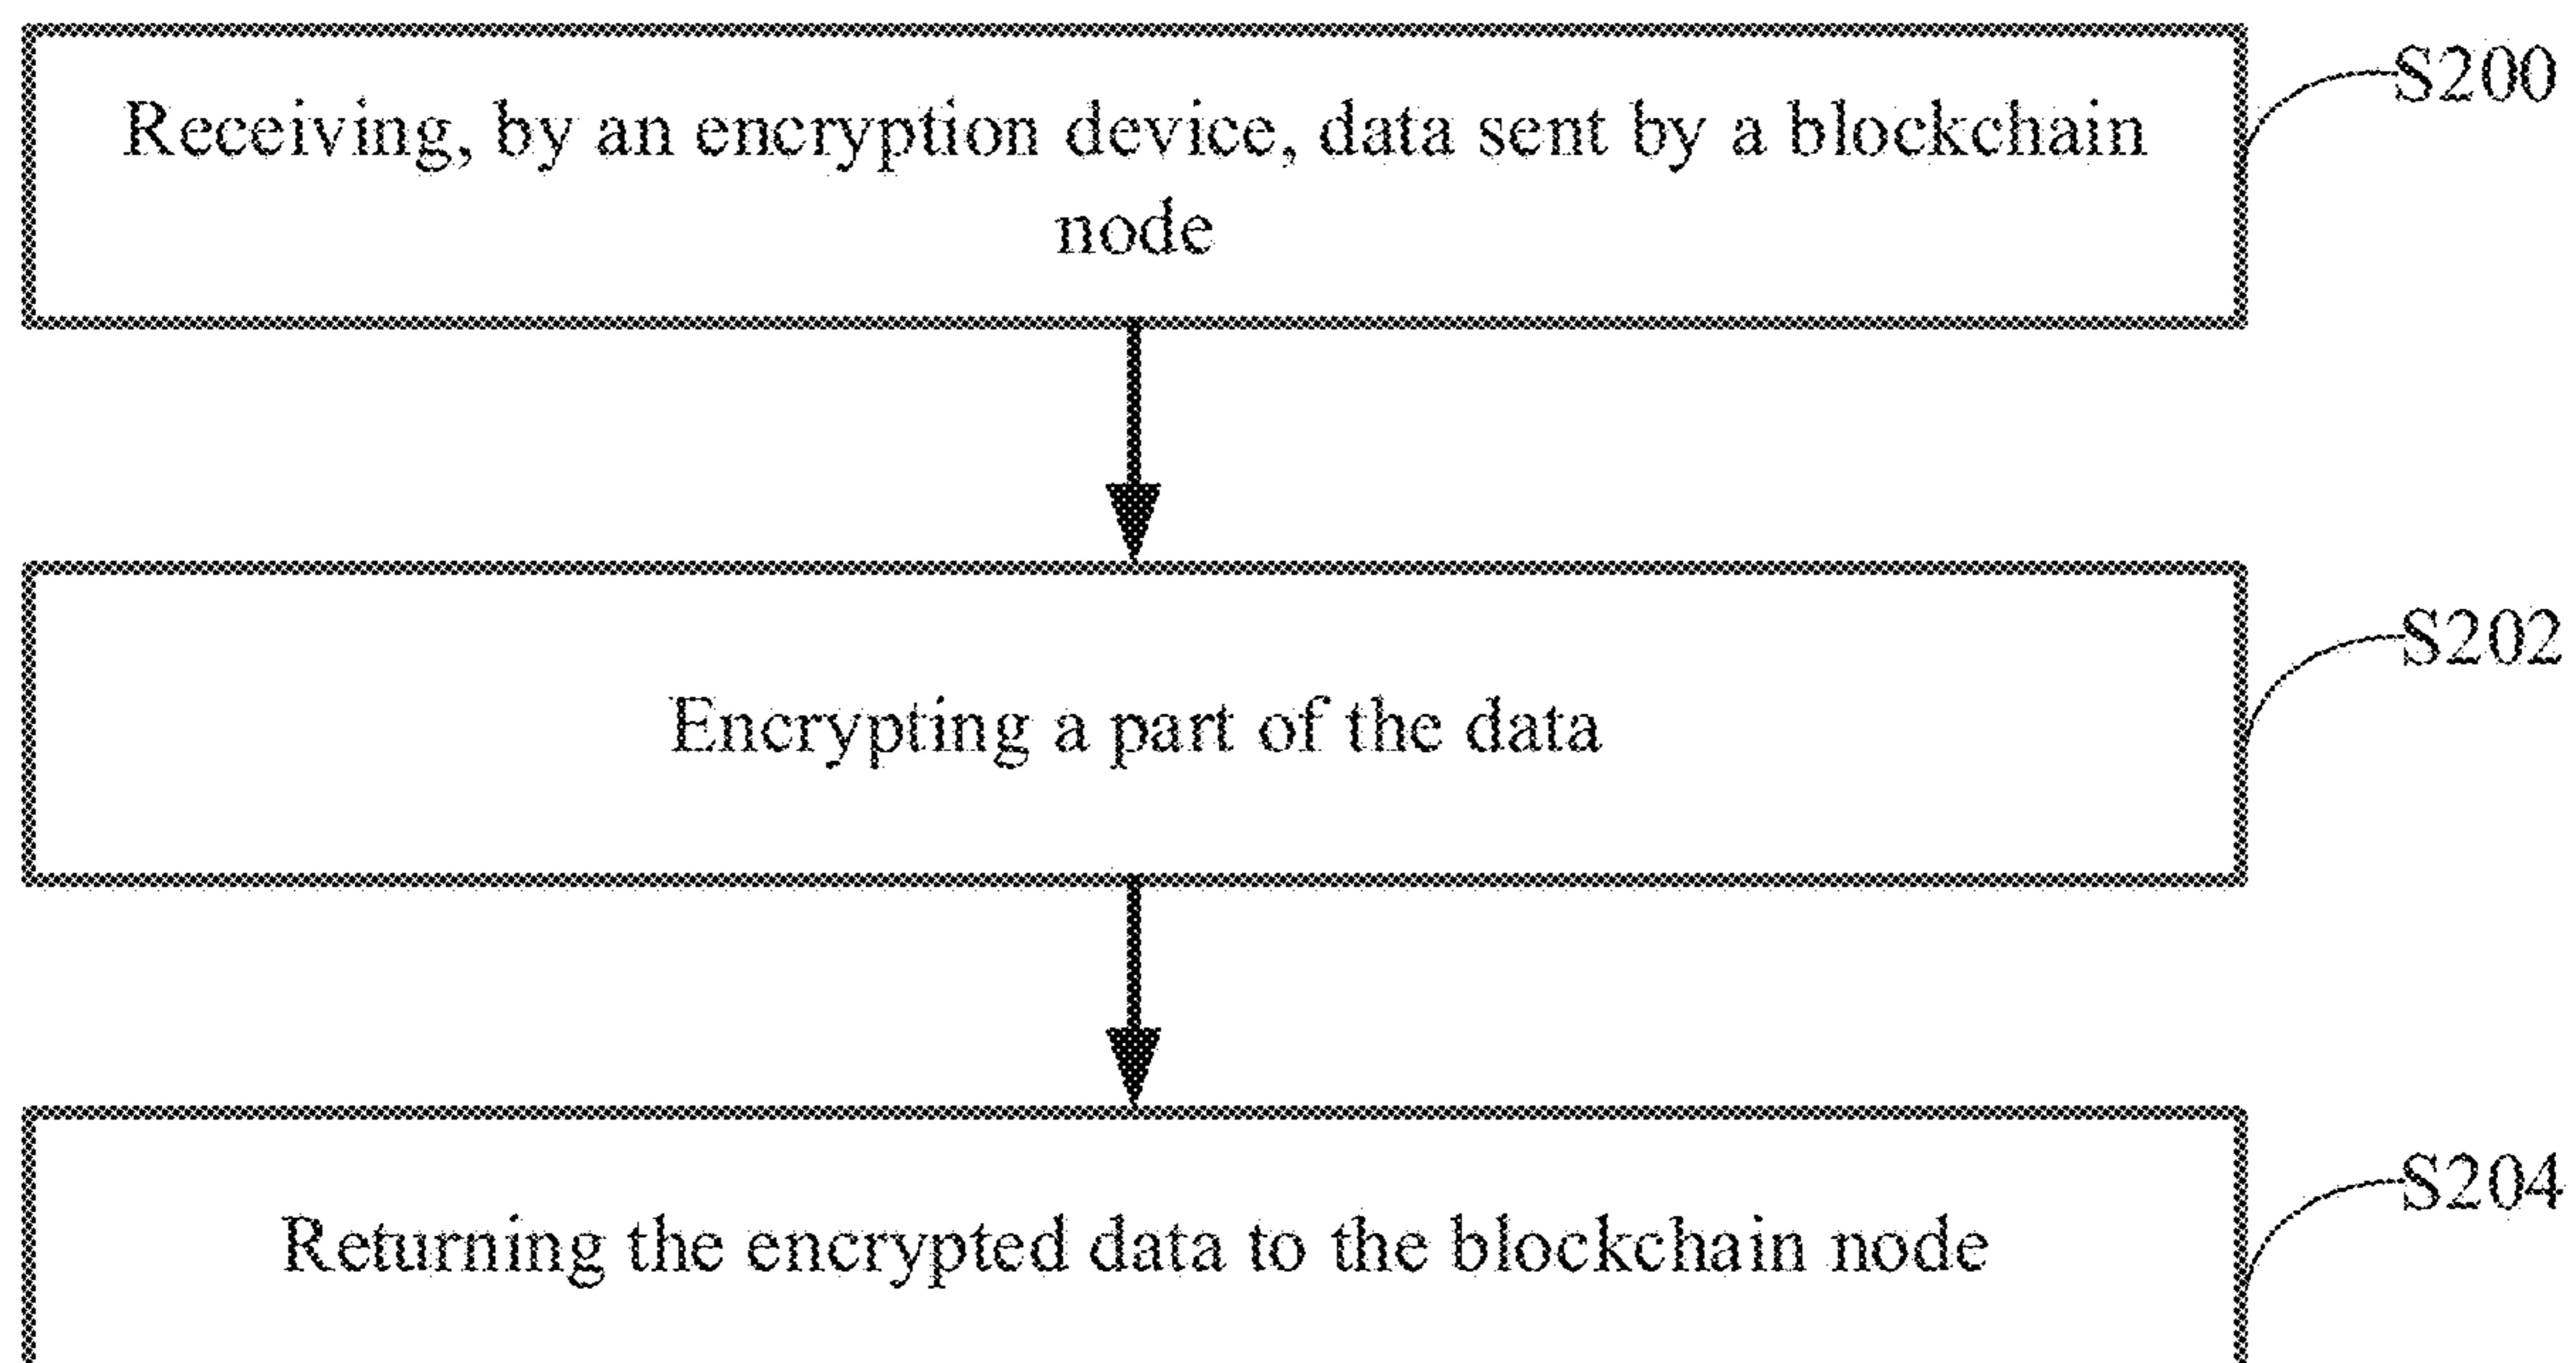 S200
Receiving, by an encryption device, data sent by a blockchain
node
S202
Encrypting a part of the data
S204
Returning the encrypted data to the blockchain node